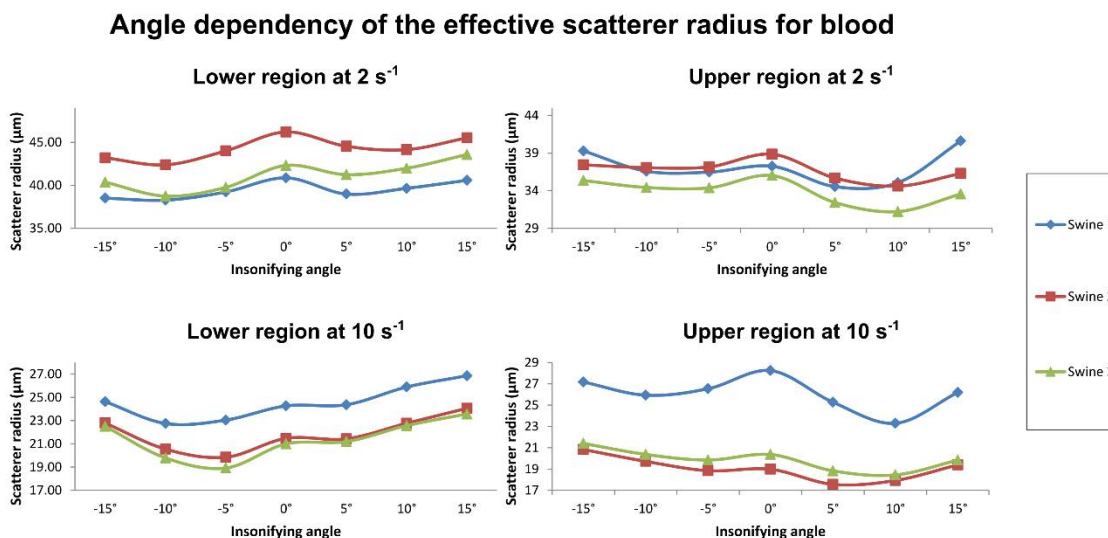 Angle dependency of the effective scatterer radius for blood
Lower region at 2 s⁻¹
Scatterer radius (μm)
45.00
40.00
35.00
-15° -10° -5° 0° 5° 10° 15°
Insonifying angle
Upper region at 2 s⁻¹
Scatterer radius (μm)
44
39
34
29
-15° -10° -5° 0° 5° 10° 15°
Insonifying angle
Lower region at 10 s⁻¹
Scatterer radius (μm)
27.00
25.00
23.00
21.00
19.00
17.00
-15° -10° -5° 0° 5° 10° 15°
Insonifying angle
Upper region at 10 s⁻¹
Scatterer radius (μm)
29
27
25
23
21
19
17
-15° -10° -5° 0° 5° 10° 15°
Insonifying angle
Swine
Swine
Swine